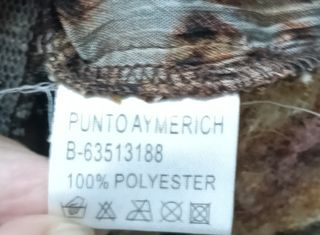 PUNTO AYMERICH
B-63513188
100% POLYESTER